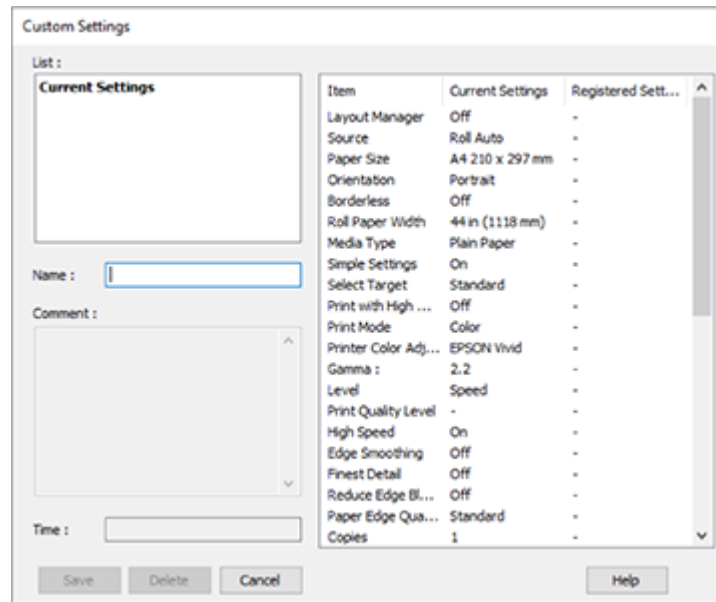 Custom Settings
List :
Current Settings
Name :
Comment :
Time :
Item Current Settings Registered Sett...
Layout Manager Off -
Source Roll Auto -
Paper Size A4 210 x 297 mm -
Orientation Portrait -
Borderless Off -
Roll Paper Width 44 in (1118 mm) -
Media Type Plain Paper -
Simple Settings On -
Select Target Standard -
Print with High ... Off -
Print Mode Color -
Printer Color Adj... EPSON Vivid -
Gamma : 2.2 -
Level Speed -
Print Quality Level - -
High Speed On -
Edge Smoothing Off -
Finest Detail Off -
Reduce Edge Bl... Off -
Paper Edge Qua... Standard -
Copies 1 -
Save Delete Cancel Help